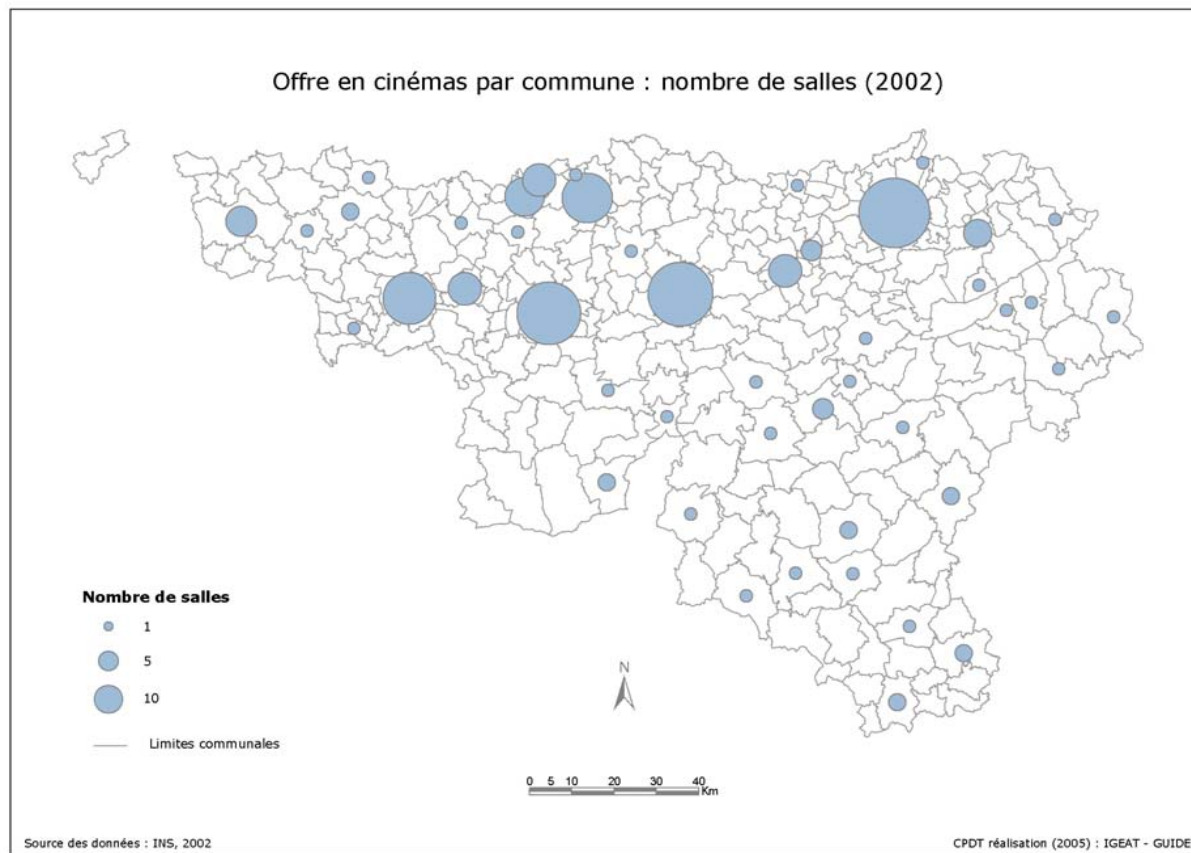 Offre en cinémas par commune : nombre de salles (2002)
Nombre de salles
1
5
10
Limites communales
N
0 5 10 20 30 40
Km
Source des données : INS, 2002
CPDT réalisation (2005) : IGEAT - GUIDE